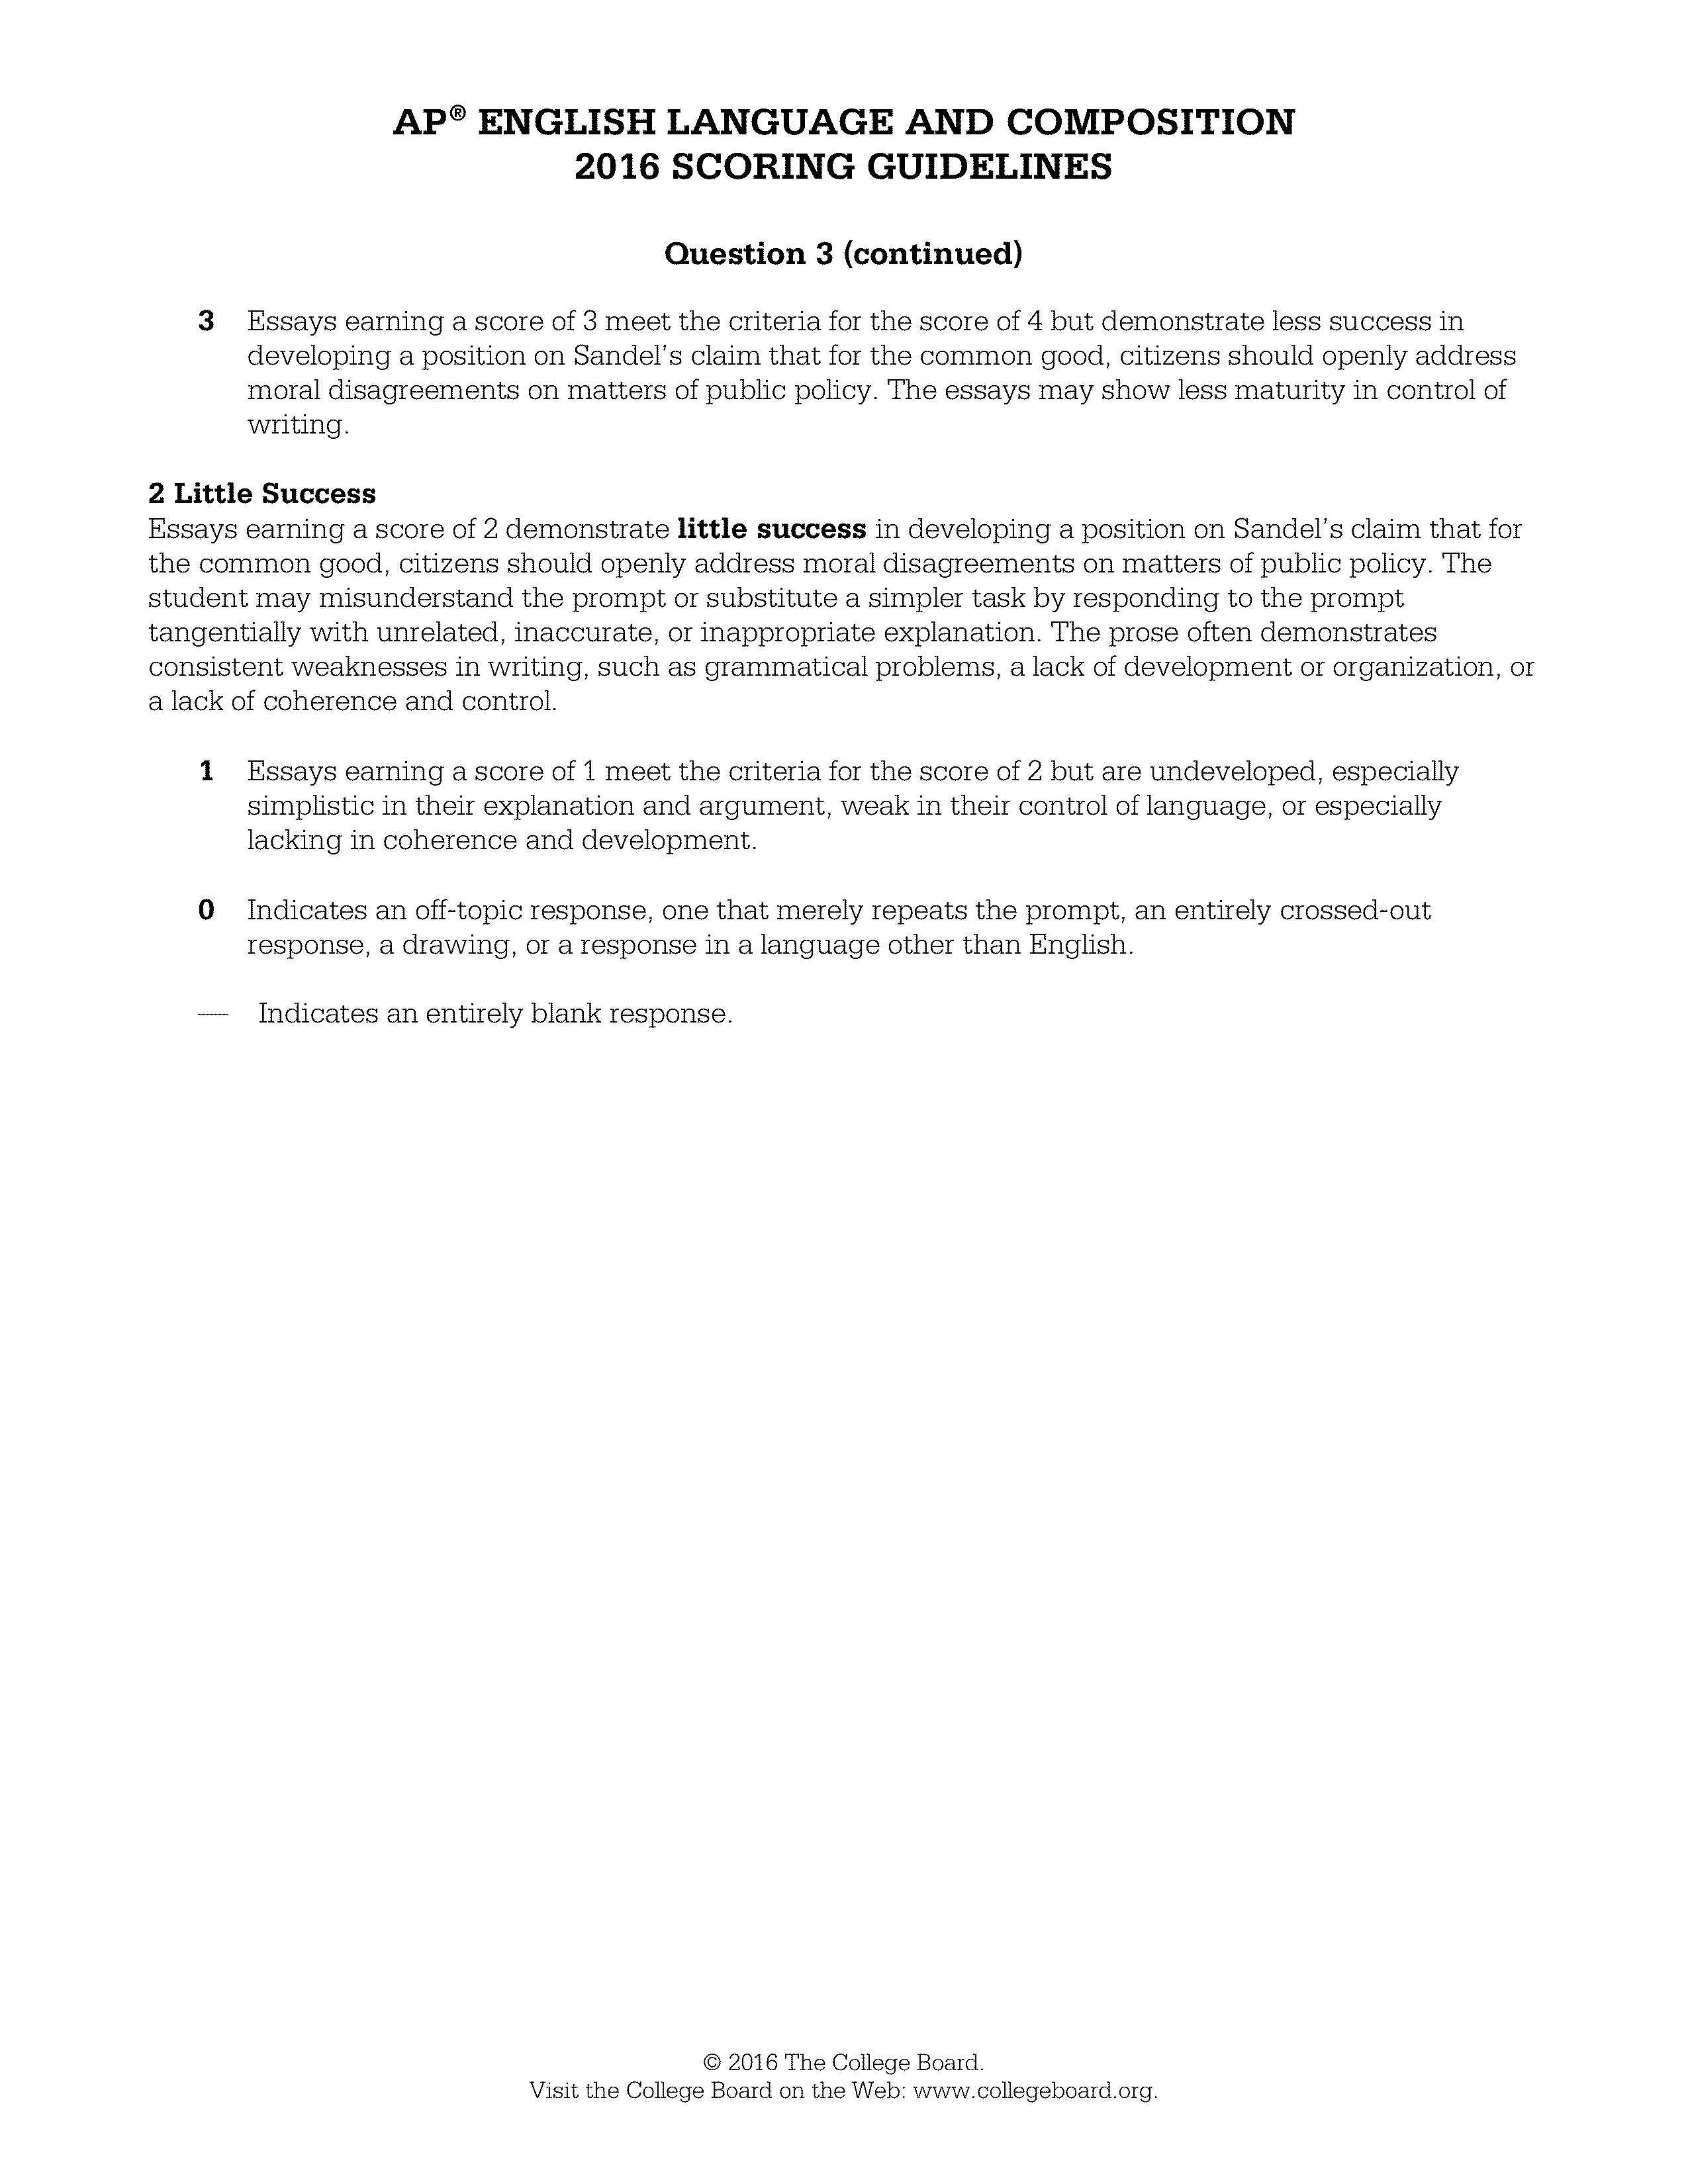 AP® ENGLISH LANGUAGE AND COMPOSITION
2016 SCORING GUIDELINES
Question 3 (continued)
3 Essays earning a score of 3 meet the criteria for the score of 4 but demonstrate less success in
developing a position on Sandel's claim that for the common good, citizens should openly address
moral disagreements on matters of public policy. The essays may show less maturity in control of
writing.
2 Little Success
Essays earning a score of 2 demonstrate little success in developing a position on Sandel's claim that for
the common good, citizens should openly address moral disagreements on matters of public policy. The
student may misunderstand the prompt or substitute a simpler task by responding to the prompt
tangentially with unrelated, inaccurate, or inappropriate explanation. The prose often demonstrates
consistent weaknesses in writing, such as grammatical problems, a lack of development or organization, or
a lack of coherence and control.
1 Essays earning a score of 1 meet the criteria for the score of 2 but are undeveloped, especially
simplistic in their explanation and argument, weak in their control of language, or especially
lacking in coherence and development.
0 Indicates an off-topic response, one that merely repeats the prompt, an entirely crossed-out
response, a drawing, or a response in a language other than English.
— Indicates an entirely blank response.
© 2016 The College Board.
Visit the College Board on the Web: www.collegeboard.org.